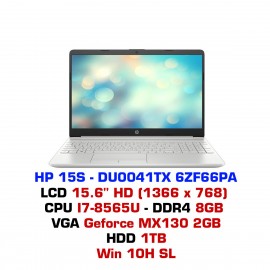 HP 15S - DU0041TX 6ZF66PA
LCD 15.6" HD (1366 x 768)
CPU I7-8565U - DDR4 8GB
VGA Geforce MX130 2GB
HDD 1TB
Win 10H SL